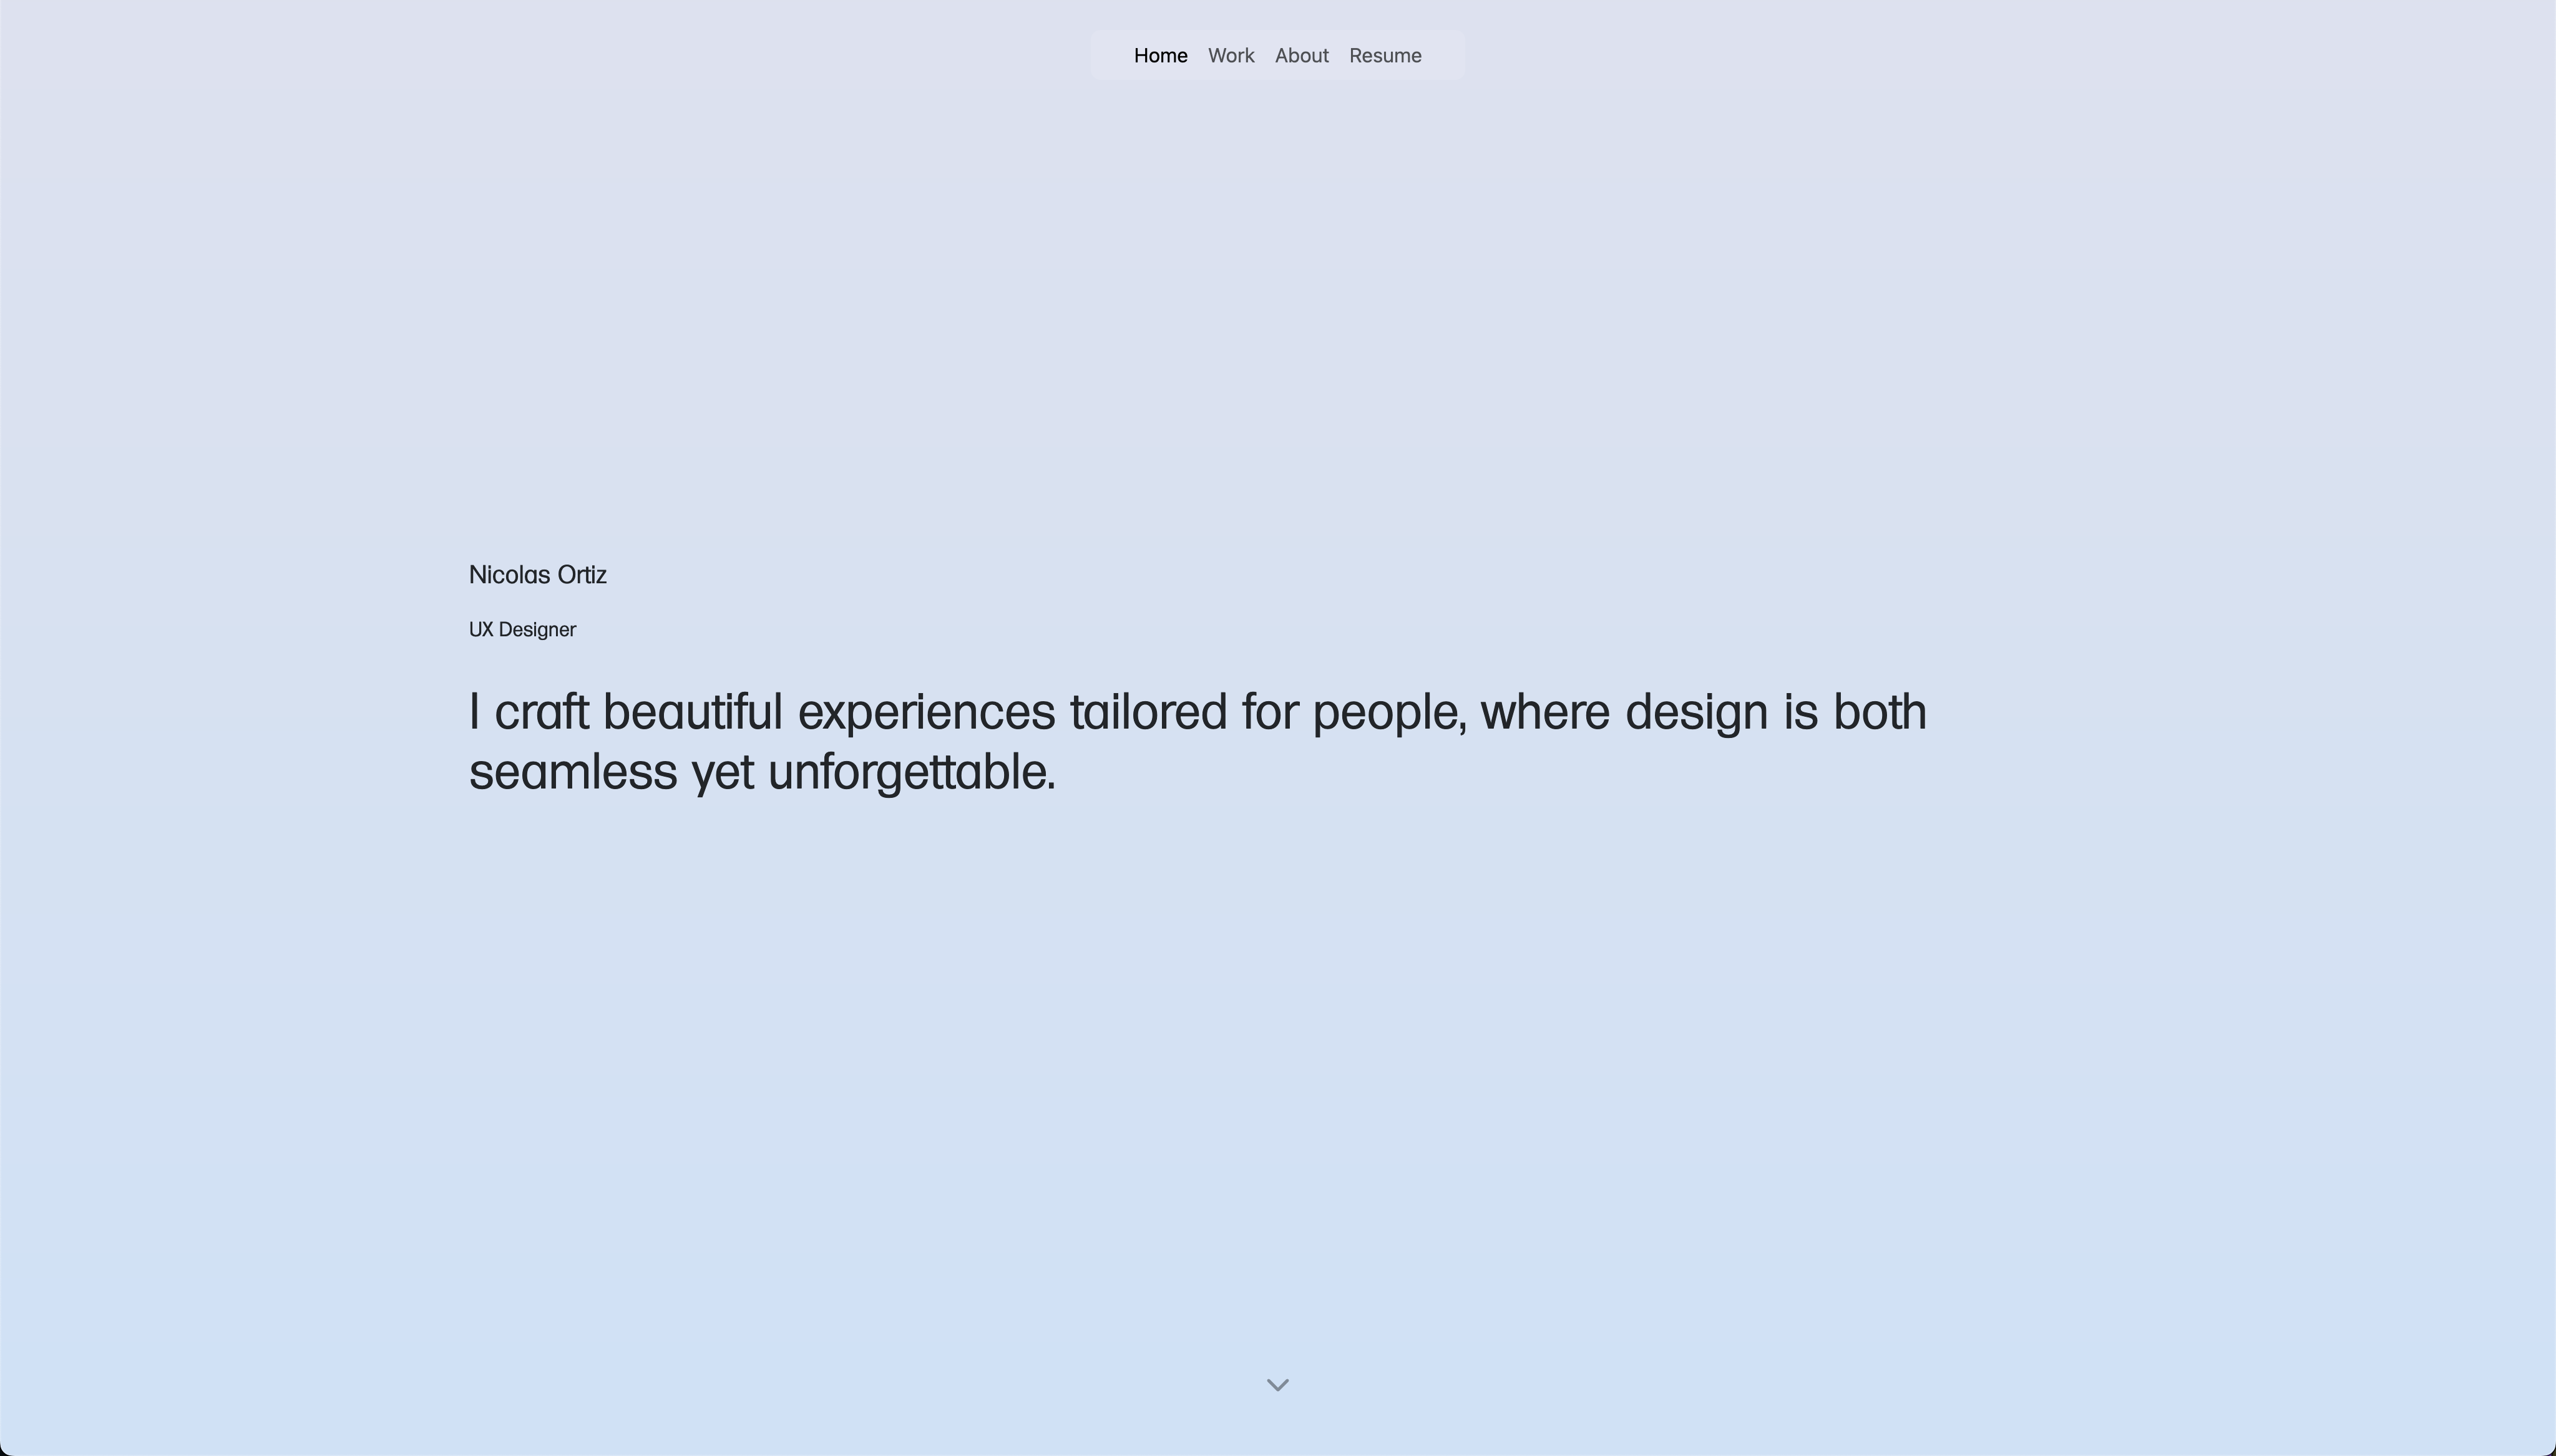 Home Work About Resume
Nicolas Ortiz
UX Designer
I craft beautiful experiences tailored for people, where design is both
seamless yet unforgettable.